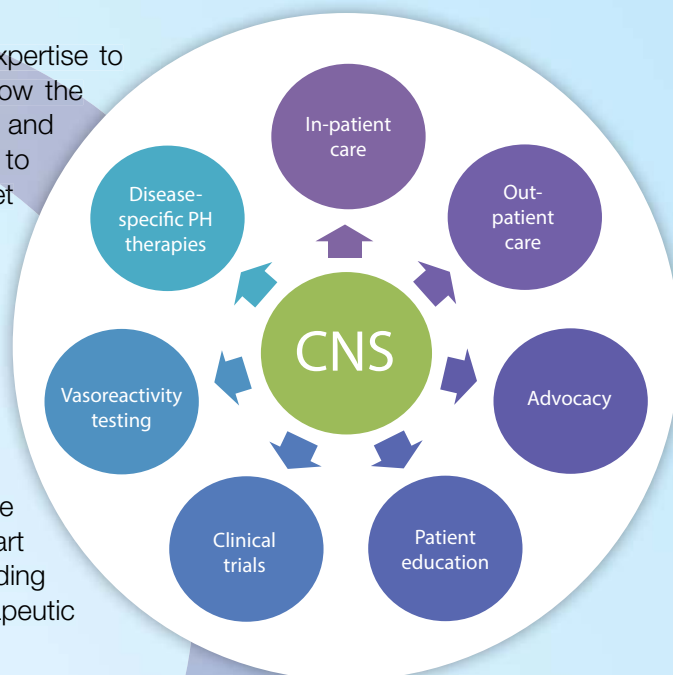 xpertise to
ow the
and
to
et
e
art
ding
apeutic
In-patient
care
Out-
patient
care
Advocacy
Patient
education
Clinical
trials
Vasoreactivity
testing
Disease-
specific PH
therapies
CNS